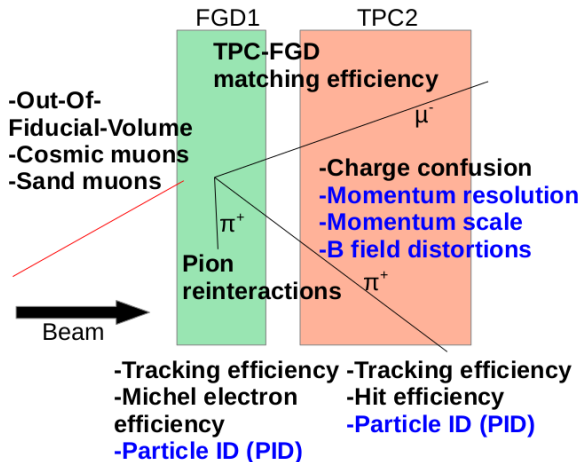 FGD1
TPC2
TPC-FGD
matching efficiency
-Out-Of-
Fiducial-Volume
-Cosmic muons
-Sand muons
μ-
-Charge confusion
-Momentum resolution
-Momentum scale
-B field distortions
π+
Pion
reinteractions
π+
Beam
-Tracking efficiency
-Michel electron
efficiency
-Particle ID (PID)
-Tracking efficiency
-Hit efficiency
-Particle ID (PID)